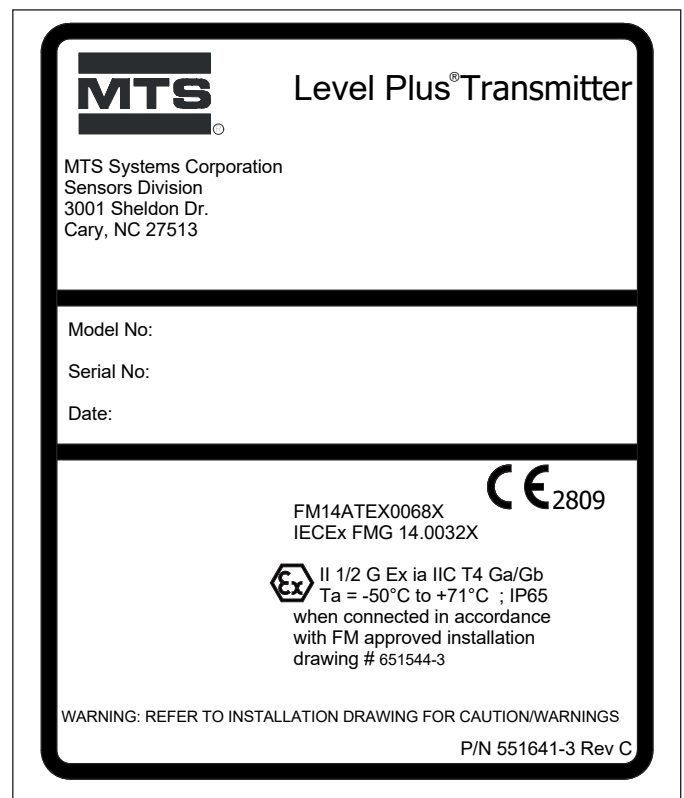 MTS
Level Plus®Transmitter
MTS Systems Corporation
Sensors Division
3001 Sheldon Dr.
Cary, NC 27513
Model No:
Serial No:
Date:
CE 2809
FM14ATEX0068X
IECEx FMG 14.0032X
Ex II 1/2 G Ex ia IIC T4 Ga/Gb
Ta = -50°C to +71°C ; IP65
when connected in accordance
with FM approved installation
drawing # 651544-3
WARNING: REFER TO INSTALLATION DRAWING FOR CAUTION/WARNINGS
P/N 551641-3 Rev C